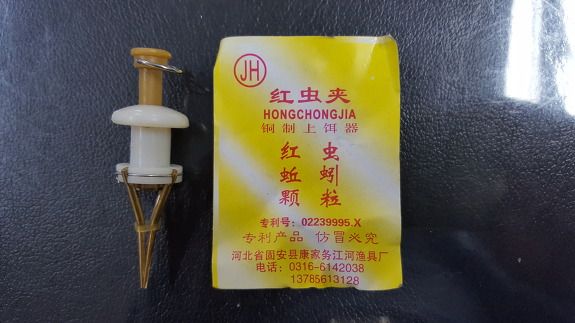 JH
红虫夹
HONGCHONGJIA
铜制上饵器
红虫
蚯蚓
颗粒
专利号：02239995.X
专利产品 仿冒必究
河北省固安县康家务江河渔具厂
电话：0316-6142038
13785613128